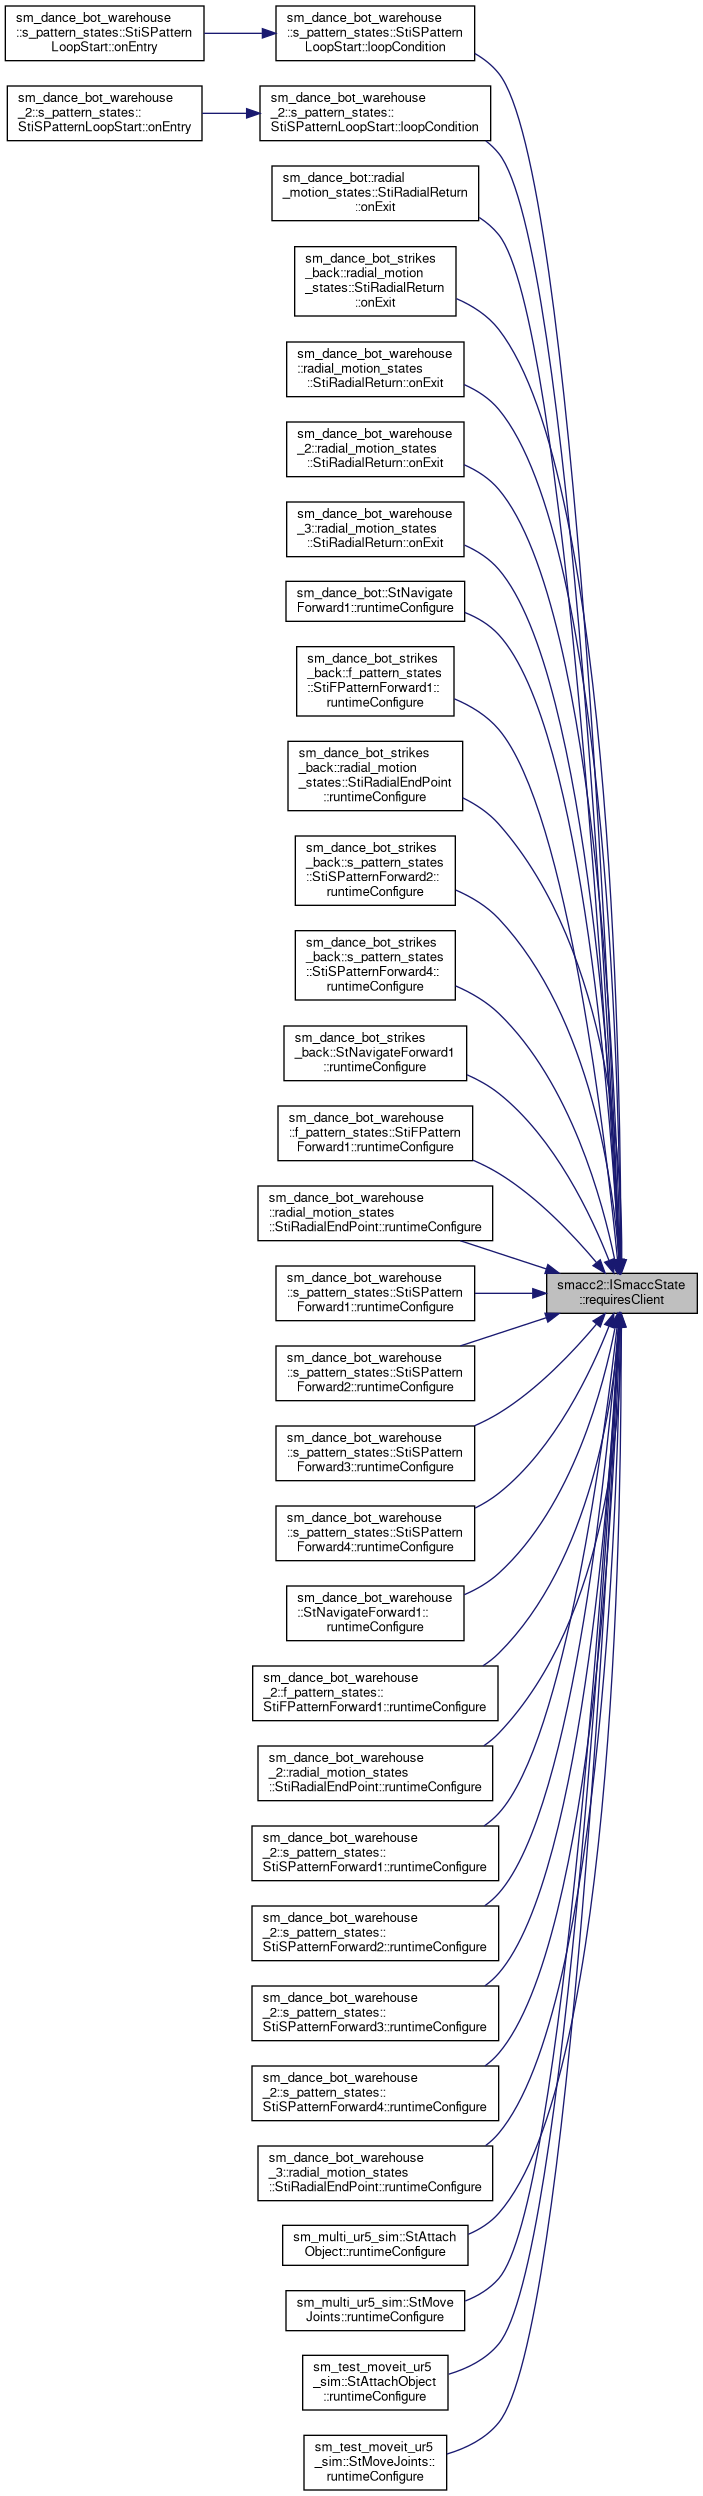 sm_dance_bot_warehouse
::s_pattern_states::StiSPattern
LoopStart::onEntry
sm_dance_bot_warehouse
::s_pattern_states::StiSPattern
LoopStart::loopCondition
sm_dance_bot_warehouse
_2::s_pattern_states::
StiSPatternLoopStart::onEntry
sm_dance_bot_warehouse
_2::s_pattern_states::
StiSPatternLoopStart::loopCondition
sm_dance_bot::radial
_motion_states::StiRadialReturn
::onExit
sm_dance_bot_strikes
_back::radial_motion
_states::StiRadialReturn
::onExit
sm_dance_bot_warehouse
::radial_motion_states
::StiRadialReturn::onExit
sm_dance_bot_warehouse
_2::radial_motion_states
::StiRadialReturn::onExit
sm_dance_bot_warehouse
_3::radial_motion_states
::StiRadialReturn::onExit
sm_dance_bot::StNavigate
Forward1::runtimeConfigure
sm_dance_bot_strikes
_back::f_pattern_states
::StiFPatternForward1::
runtimeConfigure
sm_dance_bot_strikes
_back::radial_motion
_states::StiRadialEndPoint
::runtimeConfigure
sm_dance_bot_strikes
_back::s_pattern_states
::StiSPatternForward2::
runtimeConfigure
sm_dance_bot_strikes
_back::s_pattern_states
::StiSPatternForward4::
runtimeConfigure
sm_dance_bot_strikes
_back::StNavigateForward1
::runtimeConfigure
sm_dance_bot_warehouse
::f_pattern_states::StiFPattern
Forward1::runtimeConfigure
sm_dance_bot_warehouse
::radial_motion_states
::StiRadialEndPoint::runtimeConfigure
smacc2::ISmaccState
::requiresClient
sm_dance_bot_warehouse
::s_pattern_states::StiSPattern
Forward1::runtimeConfigure
sm_dance_bot_warehouse
::s_pattern_states::StiSPattern
Forward2::runtimeConfigure
sm_dance_bot_warehouse
::s_pattern_states::StiSPattern
Forward3::runtimeConfigure
sm_dance_bot_warehouse
::s_pattern_states::StiSPattern
Forward4::runtimeConfigure
sm_dance_bot_warehouse
::StNavigateForward1::
runtimeConfigure
sm_dance_bot_warehouse
_2::f_pattern_states::
StiFPatternForward1::runtimeConfigure
sm_dance_bot_warehouse
_2::radial_motion_states
::StiRadialEndPoint::runtimeConfigure
sm_dance_bot_warehouse
_2::s_pattern_states::
StiSPatternForward1::runtimeConfigure
sm_dance_bot_warehouse
_2::s_pattern_states::
StiSPatternForward2::runtimeConfigure
sm_dance_bot_warehouse
_2::s_pattern_states::
StiSPatternForward3::runtimeConfigure
sm_dance_bot_warehouse
_2::s_pattern_states::
StiSPatternForward4::runtimeConfigure
sm_dance_bot_warehouse
_3::radial_motion_states
::StiRadialEndPoint::runtimeConfigure
sm_multi_ur5_sim::StAttach
Object::runtimeConfigure
sm_multi_ur5_sim::StMove
Joints::runtimeConfigure
sm_test_moveit_ur5
_sim::StAttachObject
::runtimeConfigure
sm_test_moveit_ur5
_sim::StMoveJoints::
runtimeConfigure